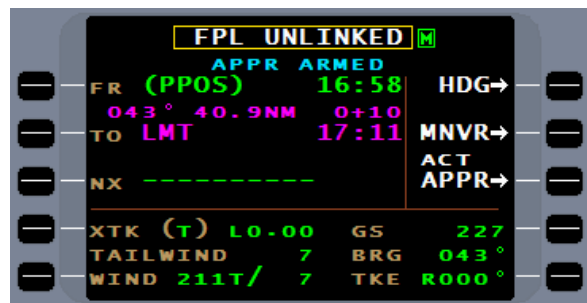 FPL UNLINKED M
APPR ARMED
FR (PPOS) 16:58 HDG→
043° 40.9NM 0+10
TO LMT 17:11 MNVR→
ACT
NX ---------- APPR→
XTK (T) L0.00 GS 227
TAILWIND 7 BRG 043°
WIND 211T/ 7 TKE R000°